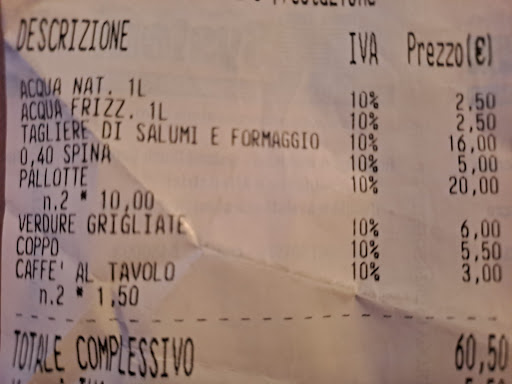 DESCRIZIONE IVA Prezzo(€)
ACQUA NAT. 1L 10% 2.50
ACQUA FRIZZ. 1L 10% 2,50
TAGLIERE DI SALUMI E FORMAGGIO 10% 16,00
0,40 SPINA 10% 5,00
PALLOTTE 10% 20,00
n.2 * 10,00
VERDURE GRIGLIATE 10% 6,00
COPPO 10% 5,50
CAFFE' AL TAVOLO 10% 3,00
n.2 * 1,50
TOTALE COMPLESSIVO 60,50